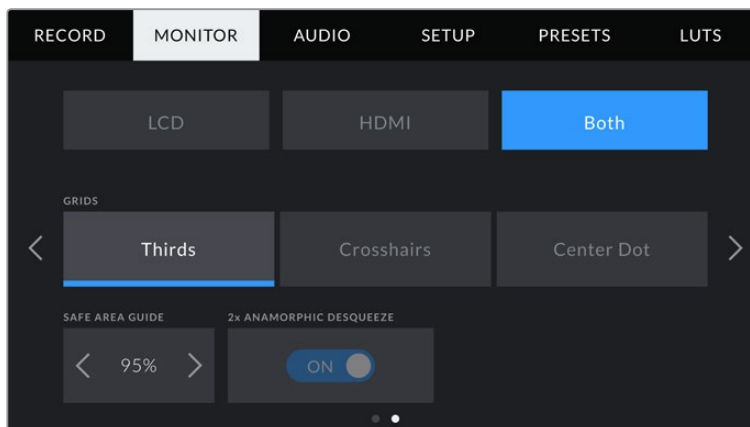 RECORD MONITOR AUDIO SETUP PRESETS LUTS
LCD HDMI Both
GRIDS
Thirds Crosshairs Center Dot
SAFE AREA GUIDE 2x ANAMORPHIC DESQUEEZE
95% ON